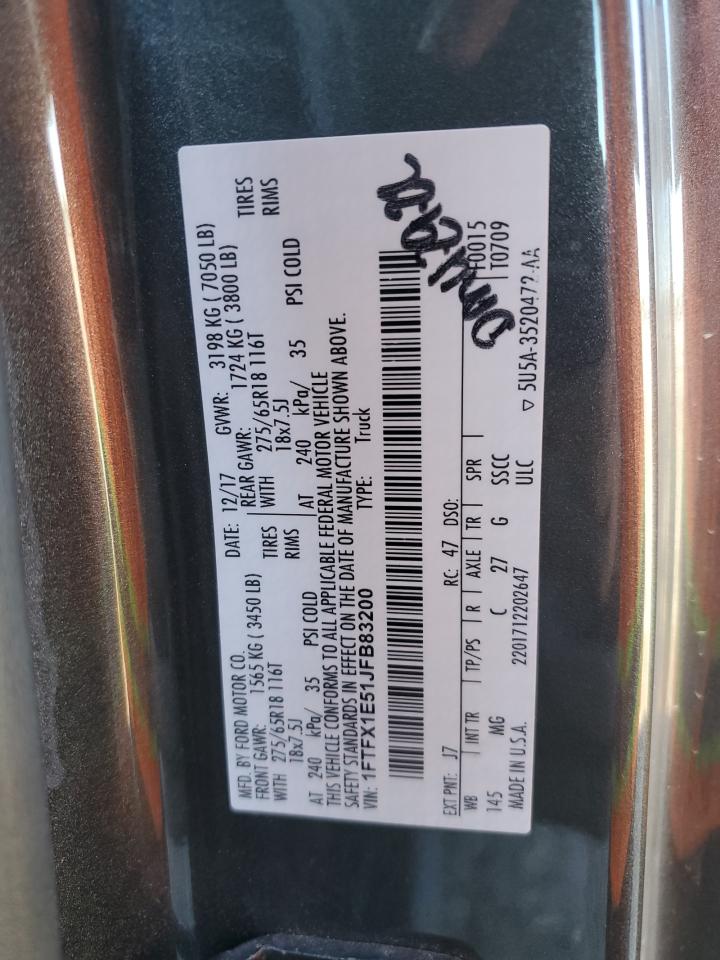 MFD. BY FORD MOTOR CO.
DATE: 12/17 GVWR: 3198 KG ( 7050 LB)
FRONT GAWR: 1565 KG ( 3450 LB) REAR GAWR: 1724 KG ( 3800 LB)
WITH 275/65R18 116T TIRES WITH 275/65R18 116T TIRES
18x7.5J RIMS 18x7.5J RIMS
AT 240 kPa/ 35 PSI COLD AT 240 kPa/ 35 PSI COLD
THIS VEHICLE CONFORMS TO ALL APPLICABLE FEDERAL MOTOR VEHICLE
SAFETY STANDARDS IN EFFECT ON THE DATE OF MANUFACTURE SHOWN ABOVE.
VIN: 1FTFX1E51JFB83200 TYPE: Truck
EXT PNT: J7 RC: 47 DSO: F0015
WB INT TR TP/PS R AXLE TR SPR T0709
145 MG C 27 G SSCC
MADE IN U.S.A. 2201712202647 ULC ▽ 5U5A-3520472-AA